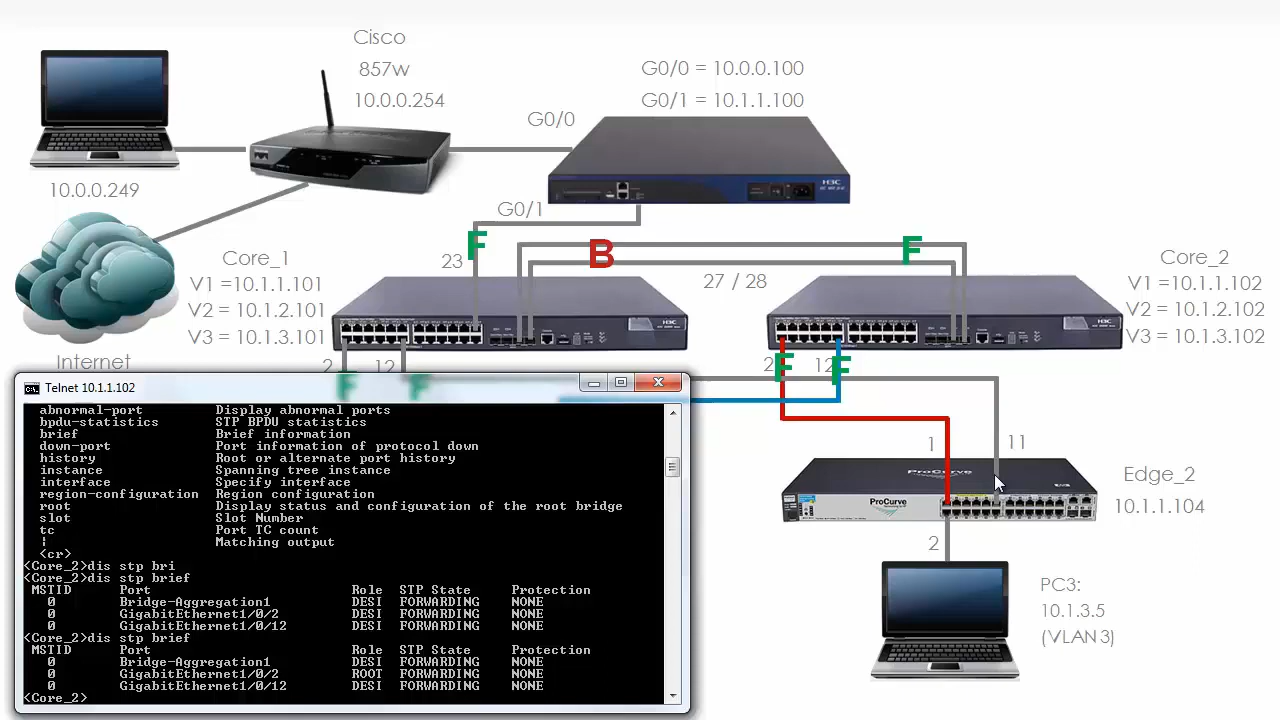 Cisco
857w
10.0.0.254
G0/0 = 10.0.0.100
G0/1 = 10.1.1.100
G0/0
H3C
10.0.0.249
G0/1
F
B
F
23
27 / 28
Core_1
V1 =10.1.1.101
V2 = 10.1.2.101
V3 = 10.1.3.101
Core_2
V1 =10.1.1.102
V2 = 10.1.2.102
V3 = 10.1.3.102
H3C
H3C
Internet
2
12
F
F
2
12
F
F
1
11
ProCurve
ProCurve
Edge_2
10.1.1.104
2
PC3:
10.1.3.5
(VLAN 3)
Telnet 10.1.1.102
abnormal-port Display abnormal ports
bpdu-statistics STP BPDU statistics
brief Brief information
down-port Port information of protocol down
history Root or alternate port history
instance Spanning tree instance
interface Specify interface
region-configuration Region configuration
root Display status and configuration of the root bridge
slot Slot Number
tc Port TC count
¦ Matching output
<cr>
<Core_2>dis stp bri
<Core_2>dis stp brief
MSTID Port Role STP State Protection
0 Bridge-Aggregation1 DESI FORWARDING NONE
0 GigabitEthernet1/0/2 DESI FORWARDING NONE
0 GigabitEthernet1/0/12 DESI FORWARDING NONE
<Core_2>dis stp brief
MSTID Port Role STP State Protection
0 Bridge-Aggregation1 DESI FORWARDING NONE
0 GigabitEthernet1/0/2 ROOT FORWARDING NONE
0 GigabitEthernet1/0/12 DESI FORWARDING NONE
<Core_2>